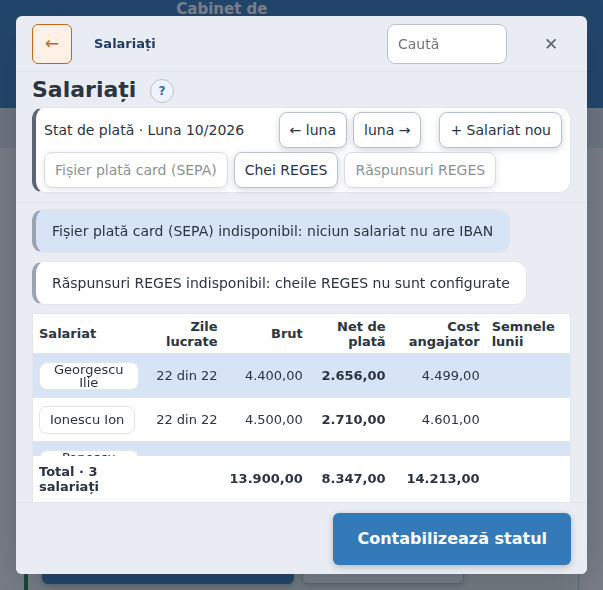 Cabinet de
← Salariați Caută ✕
Salariați ?
Stat de plată · Luna 10/2026 ← luna luna → + Salariat nou
Fișier plată card (SEPA) Chei REGES Răspunsuri REGES
Fișier plată card (SEPA) indisponibil: niciun salariat nu are IBAN
Răspunsuri REGES indisponibil: cheile REGES nu sunt configurate
Salariat Zile lucrate Brut Net de plată Cost angajator Semnele lunii
Georgescu Ilie 22 din 22 4.400,00 2.656,00 4.499,00
Ionescu Ion 22 din 22 4.500,00 2.710,00 4.601,00
Total · 3 salariați 13.900,00 8.347,00 14.213,00
Contabilizează statul